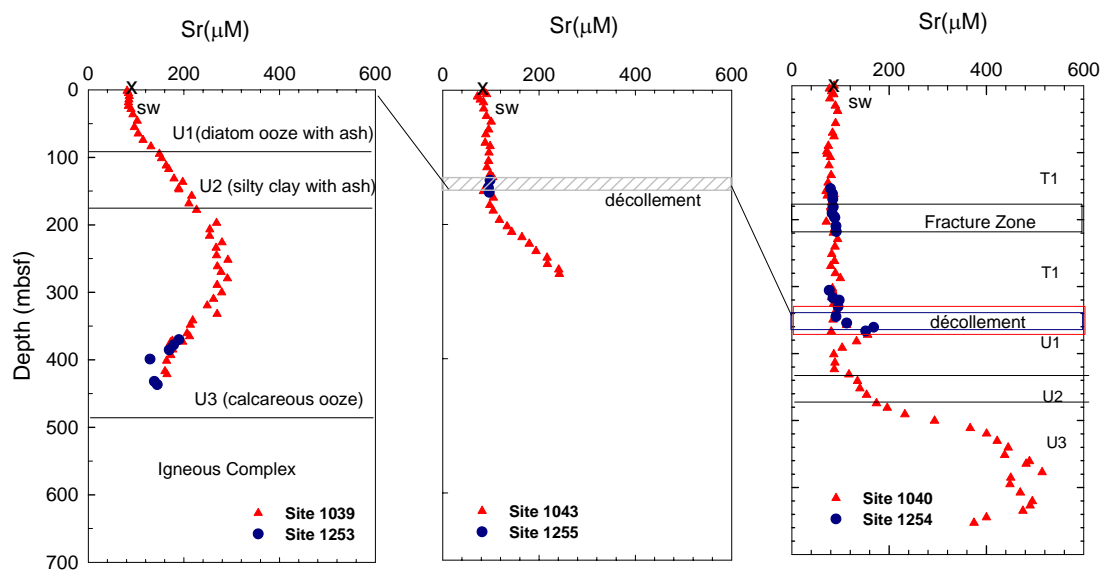 Sr(μM)
0 200 400 600
x
sw
U1(diatom ooze with ash)
U2 (silty clay with ash)
U3 (calcareous ooze)
Igneous Complex
Site 1039
Site 1253
Depth (mbsf)
0
100
200
300
400
500
600
700
Sr(μM)
0 200 400 600
x
sw
décollement
Site 1043
Site 1255
Sr(μM)
0 200 400 600
x
sw
T1
Fracture Zone
T1
décollement
U1
U2
U3
Site 1040
Site 1254